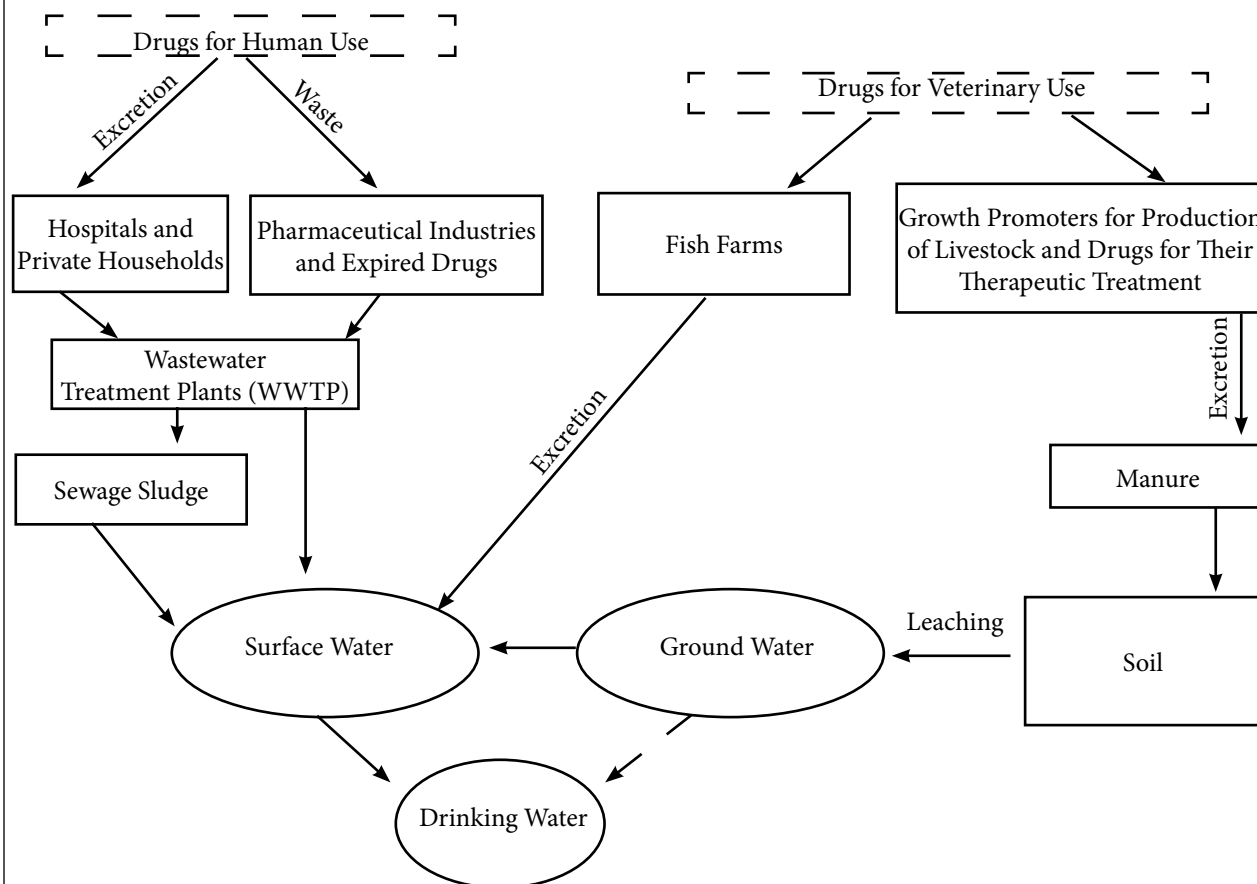 Drugs for Human Use
Drugs for Veterinary Use
Excretion
Waste
Hospitals and
Private Households
Pharmaceutical Industries
and Expired Drugs
Fish Farms
Growth Promoters for Production
of Livestock and Drugs for Their
Therapeutic Treatment
Wastewater
Treatment Plants (WWTP)
Excretion
Excretion
Sewage Sludge
Manure
Surface Water
Ground Water
Leaching
Soil
Drinking Water